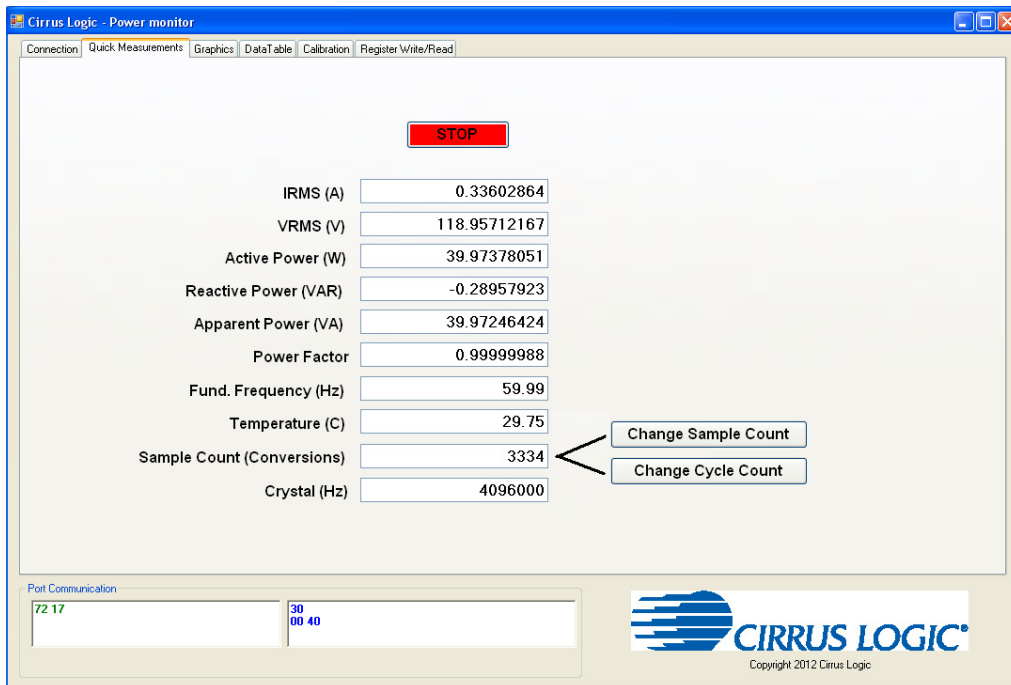 Cirrus Logic - Power monitor
Connection Quick Measurements Graphics DataTable Calibration Register Write/Read
STOP
IRMS (A) 0.33602864
VRMS (V) 118.95712167
Active Power (W) 39.97378051
Reactive Power (VAR) -0.28957923
Apparent Power (VA) 39.97246424
Power Factor 0.99999988
Fund. Frequency (Hz) 59.99
Temperature (C) 29.75
Change Sample Count
Sample Count (Conversions) 3334
Change Cycle Count
Crystal (Hz) 4096000
Port Communication
72 17
30
00 40
CIRRUS LOGIC®
Copyright 2012 Cirrus Logic